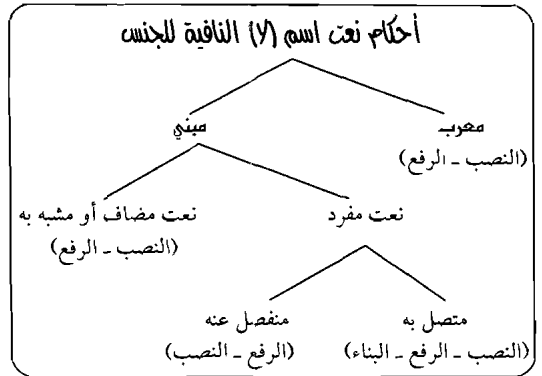 أحكام نعت اسم (لا) النافية للجنس
معرب
مبني
(النصب - الرفع)
نعت مفرد
نعت مضاف أو مشبه به
(النصب - الرفع)
متصل به
منفصل عنه
(النصب - الرفع - البناء)
(الرفع - النصب)